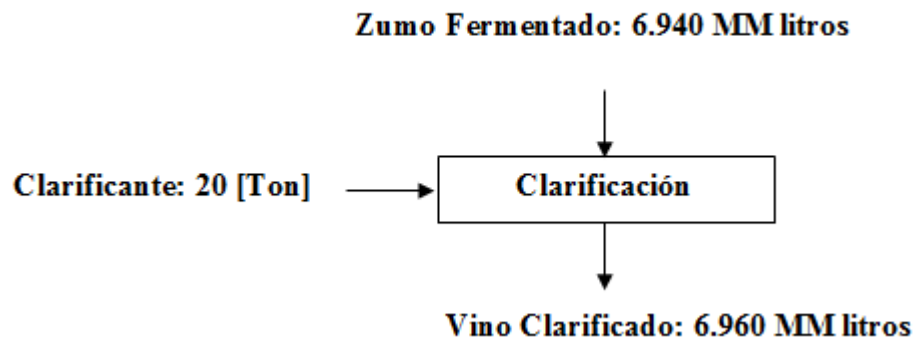 Zumo Fermentado: 6.940 MM litros
Clarificante: 20 [Ton]
Clarificación
Vino Clarificado: 6.960 MM litros